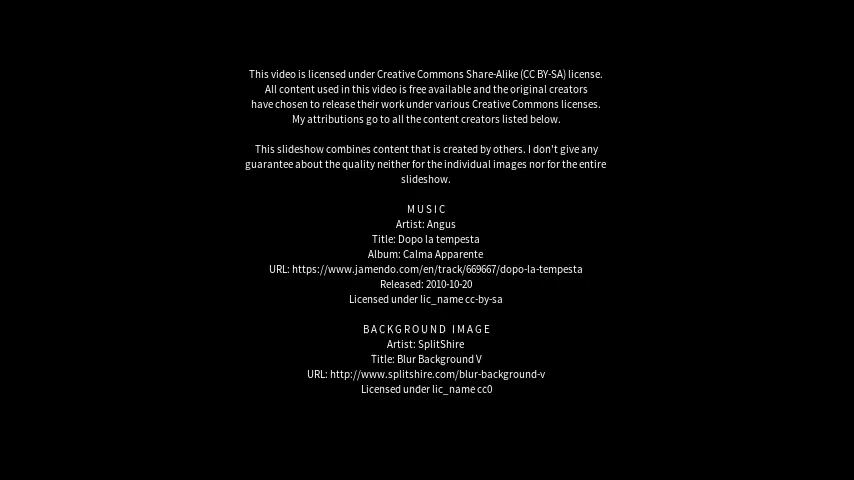 This video is licensed under Creative Commons Share-Alike (CC BY-SA) license.
All content used in this video is free available and the original creators
have chosen to release their work under various Creative Commons licenses.
My attributions go to all the content creators listed below.
This slideshow combines content that is created by others. I don't give any
guarantee about the quality neither for the individual images nor for the entire
slideshow.
MUSIC
Artist: Angus
Title: Dopo la tempesta
Album: Calma Apparente
URL: https://www.jamendo.com/en/track/669667/dopo-la-tempesta
Released: 2010-10-20
Licensed under lic_name cc-by-sa
BACKGROUND IMAGE
Artist: SplitShire
Title: Blur Background V
URL: http://www.splitshire.com/blur-background-v
Licensed under lic_name cc0